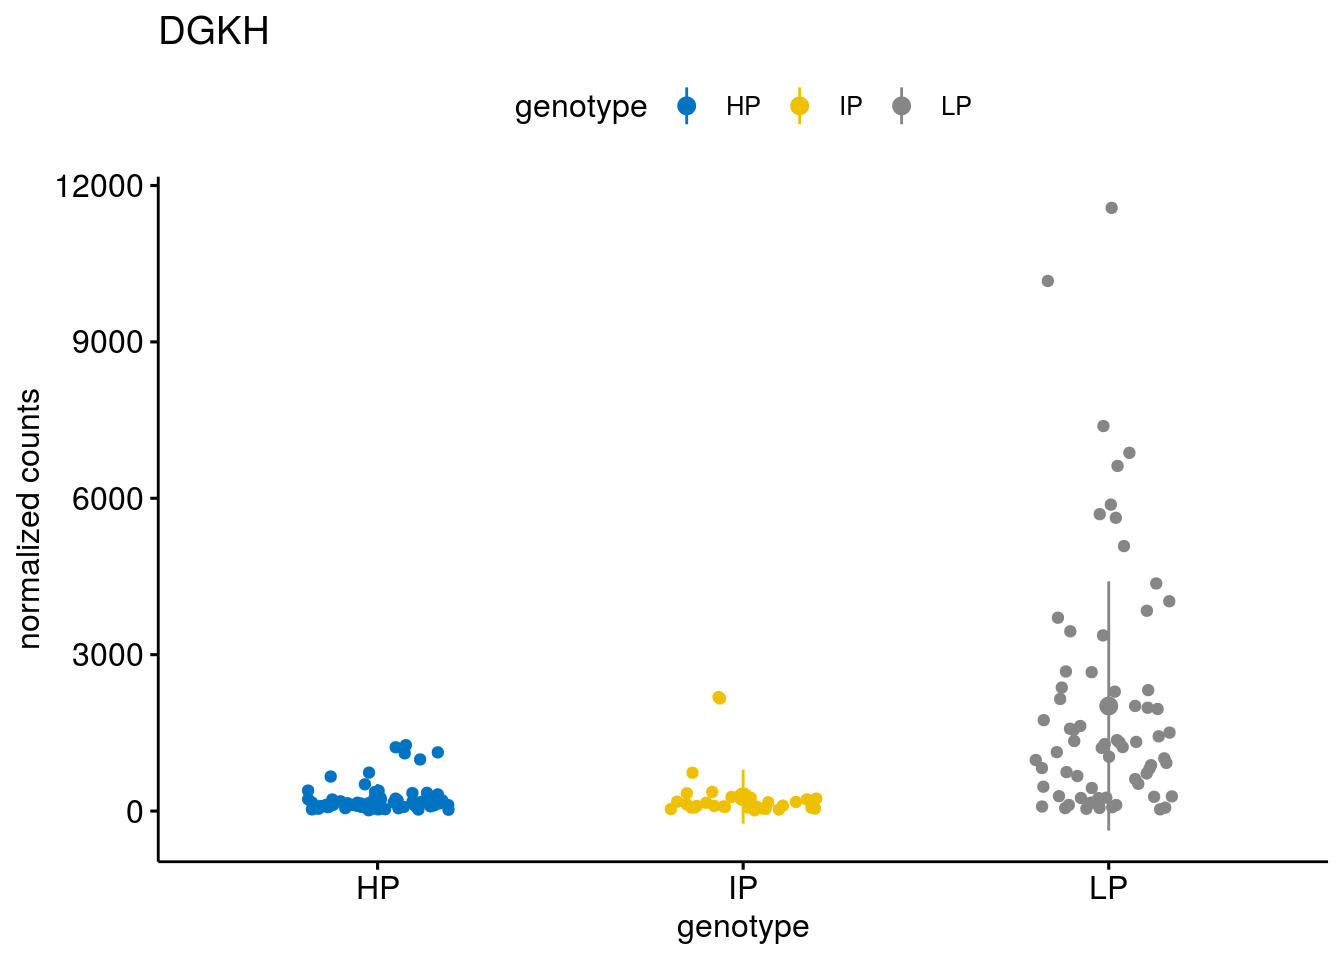 DGKH
genotype HP IP LP
12000
9000
6000
3000
0
normalized counts
HP IP LP
genotype